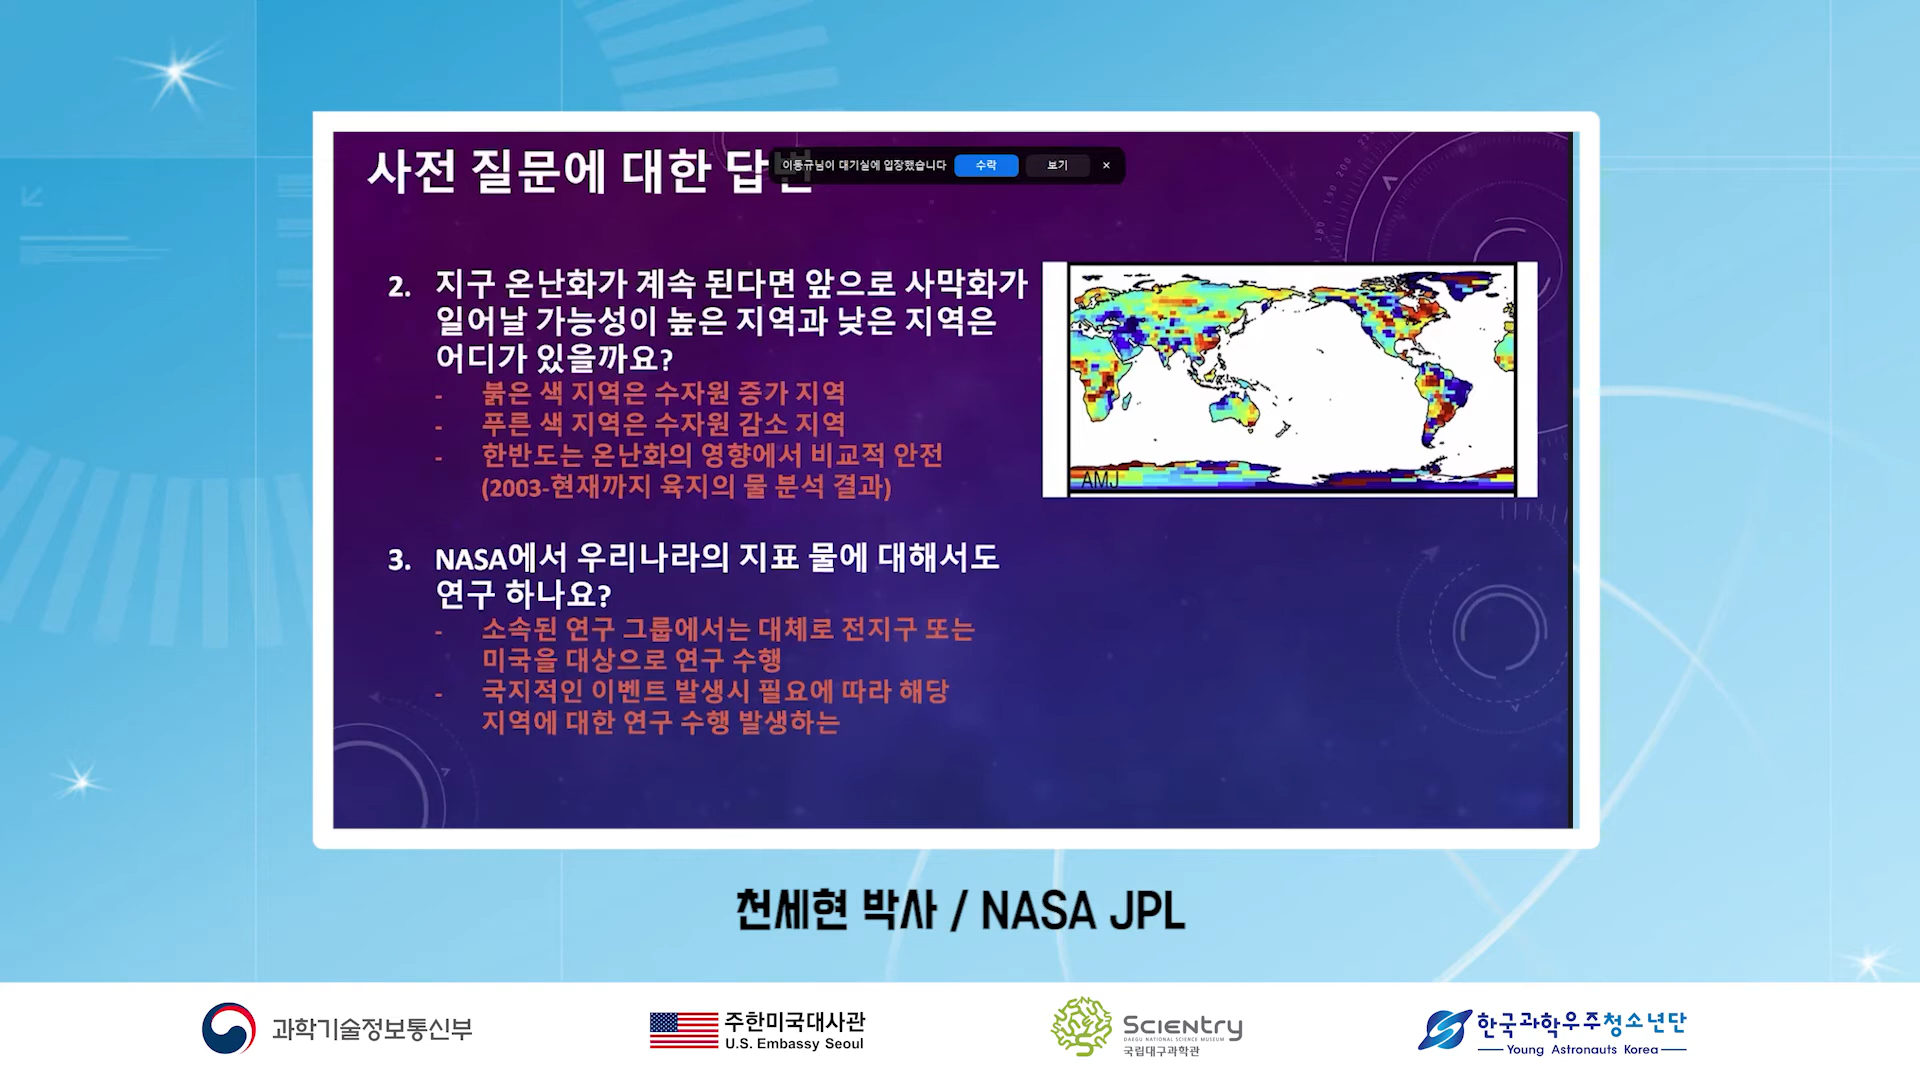 사전 질문에 대한 답변
이동규님이 대기실에 입장했습니다 수락 보기 ×
2. 지구 온난화가 계속 된다면 앞으로 사막화가
일어날 가능성이 높은 지역과 낮은 지역은
어디가 있을까요?
- 붉은 색 지역은 수자원 증가 지역
- 푸른 색 지역은 수자원 감소 지역
- 한반도는 온난화의 영향에서 비교적 안전
(2003-현재까지 육지의 물 분석 결과)
AMJ
3. NASA에서 우리나라의 지표 물에 대해서도
연구 하나요?
- 소속된 연구 그룹에서는 대체로 전지구 또는
미국을 대상으로 연구 수행
- 국지적인 이벤트 발생시 필요에 따라 해당
지역에 대한 연구 수행 발생하는
천세현 박사 / NASA JPL
과학기술정보통신부
주한미국대사관
U.S. Embassy Seoul
Scientry
DAEGU NATIONAL SCIENCE MUSEUM
국립대구과학관
한국과학우주청소년단
Young Astronauts Korea